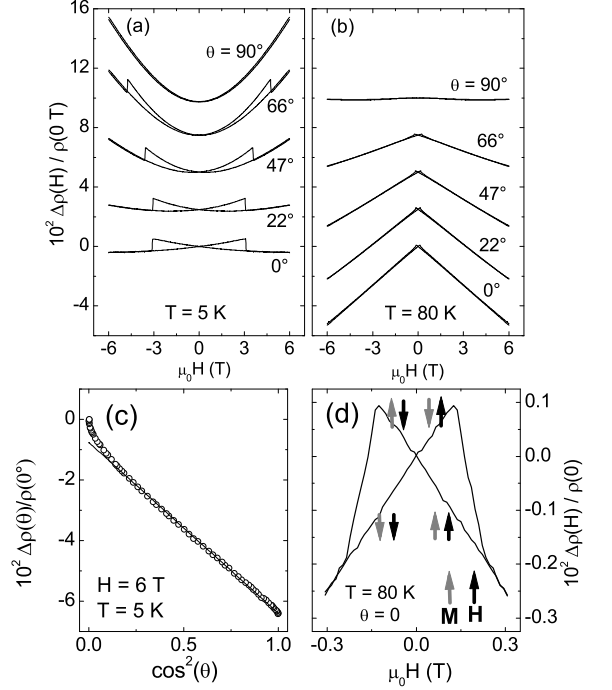 (a)
(b)
16
12
8
4
0
-4
10² Δρ(H) / ρ(0 T)
θ = 90°
66°
47°
22°
0°
T = 5 K
-6 -3 0 3 6
μ₀H (T)
θ = 90°
66°
47°
22°
0°
T = 80 K
-6 -3 0 3 6
μ₀H (T)
(c)
0
-2
-4
-6
10² Δρ(θ)/ρ(0°)
H = 6 T
T = 5 K
0.0 0.5 1.0
cos²(θ)
(d)
0.1
0.0
-0.1
-0.2
-0.3
10² Δρ(H) / ρ(0)
T = 80 K
θ = 0
M H
-0.3 0.0 0.3
μ₀H (T)